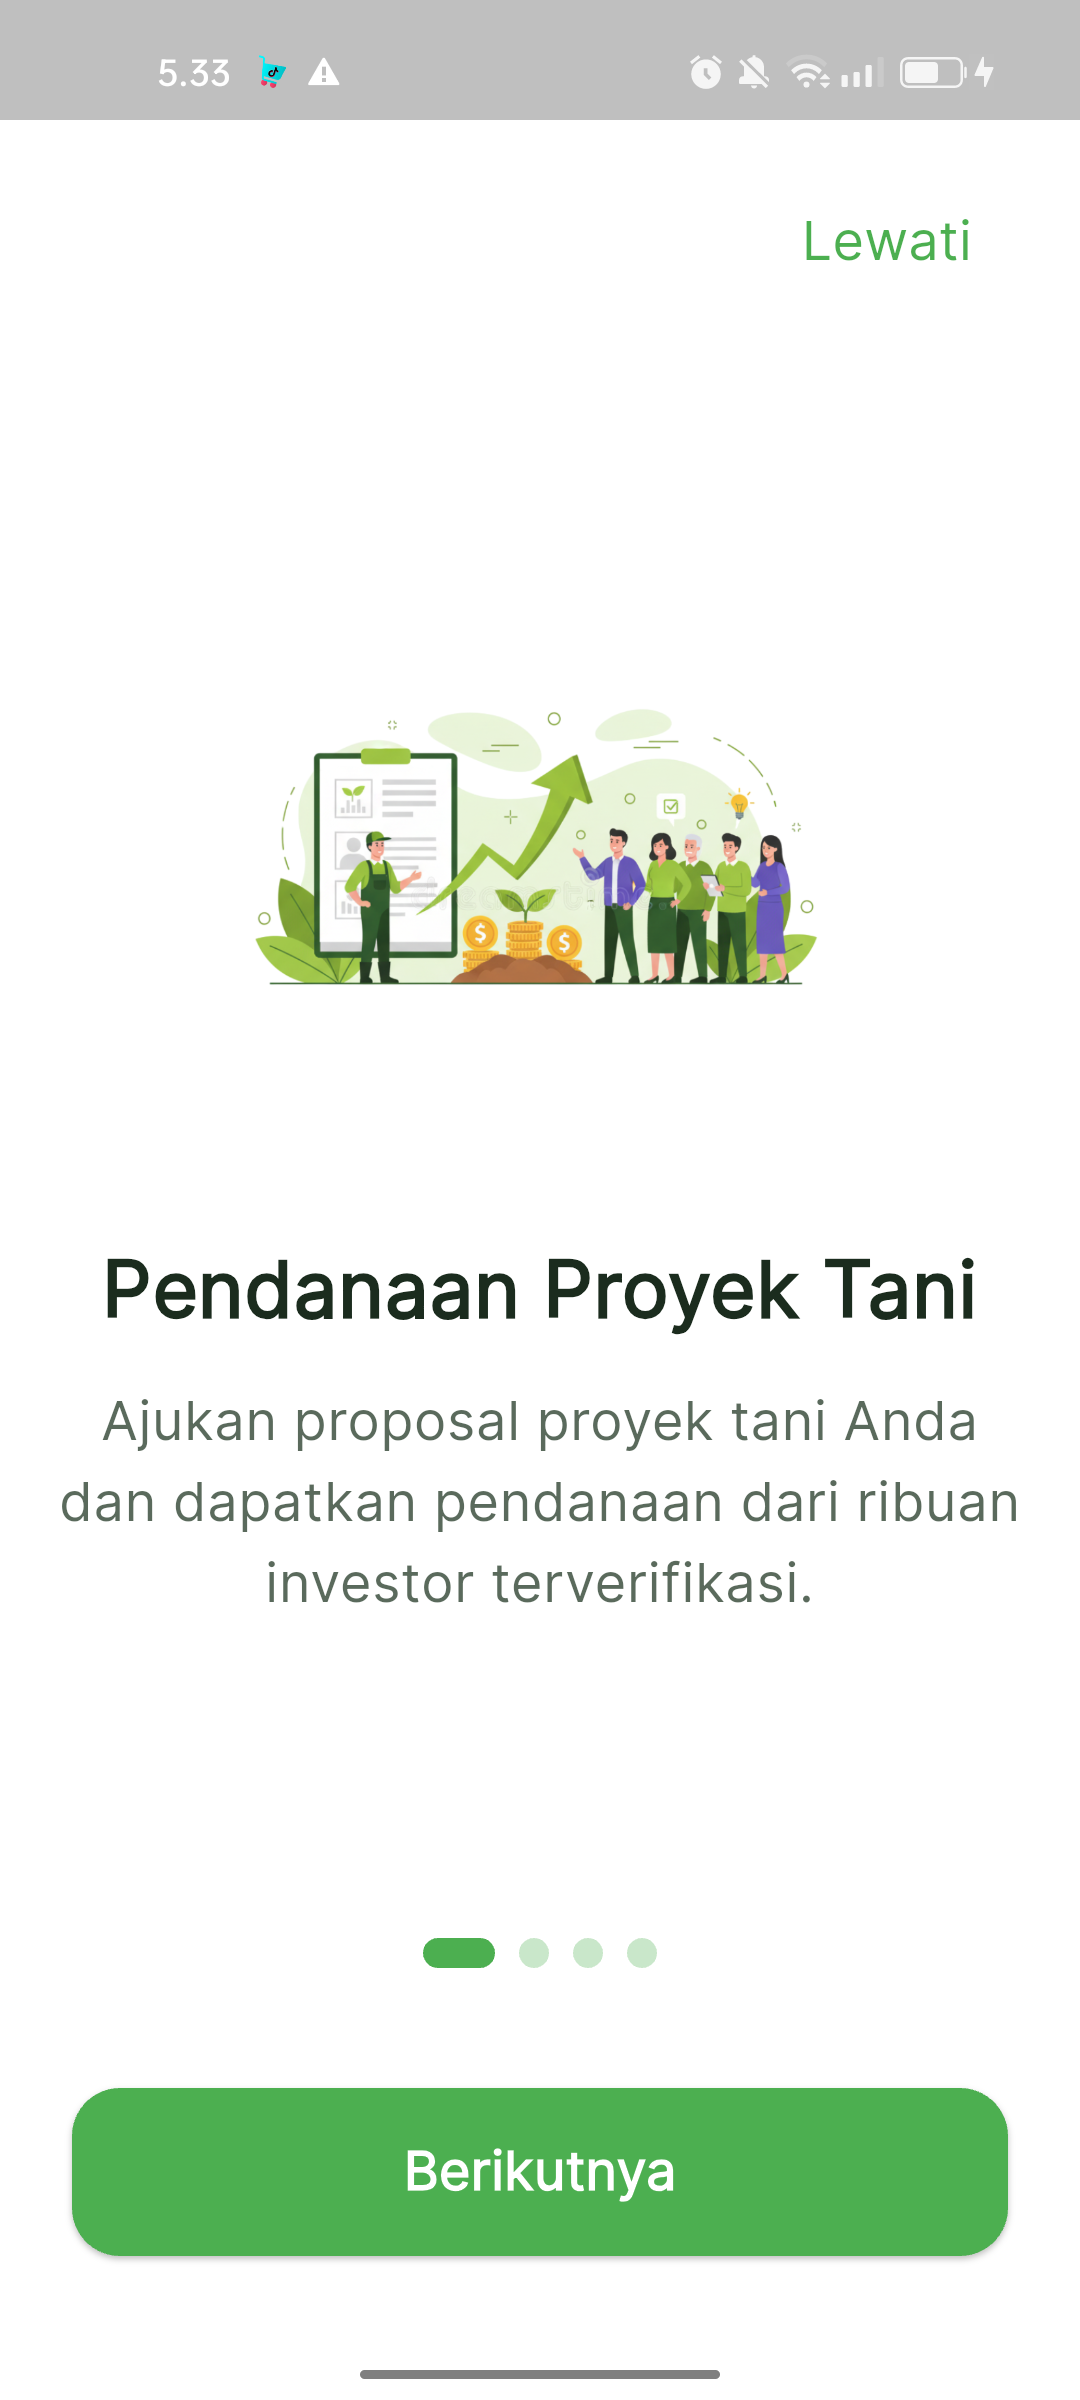 5.33
Lewati
Pendanaan Proyek Tani
Ajukan proposal proyek tani Anda
dan dapatkan pendanaan dari ribuan
investor terverifikasi.
Berikutnya